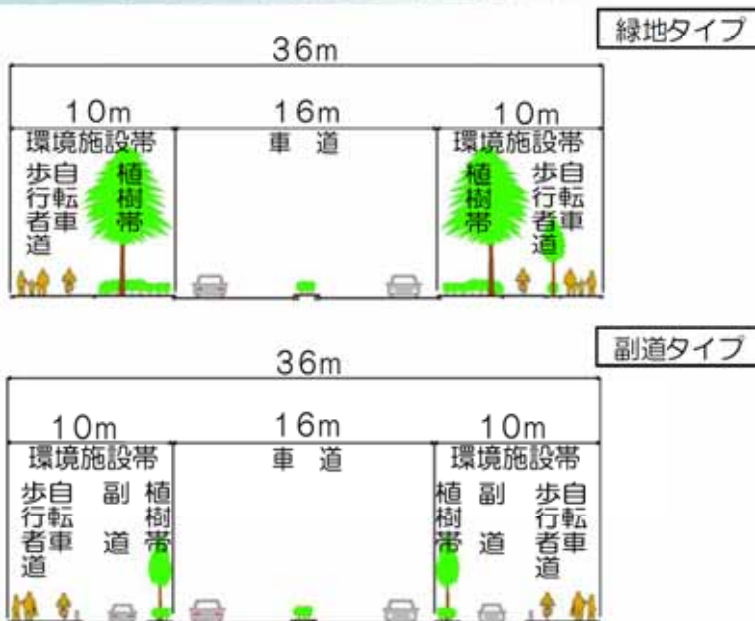 緑地タイプ
36m
10m 16m 10m
環境施設帯 車 道 環境施設帯
自転車歩行者道 植樹帯 植樹帯 自転車歩行者道
副道タイプ
36m
10m 16m 10m
環境施設帯 車 道 環境施設帯
自転車歩行者道 副 道 植樹帯 植樹帯 副 道 自転車歩行者道